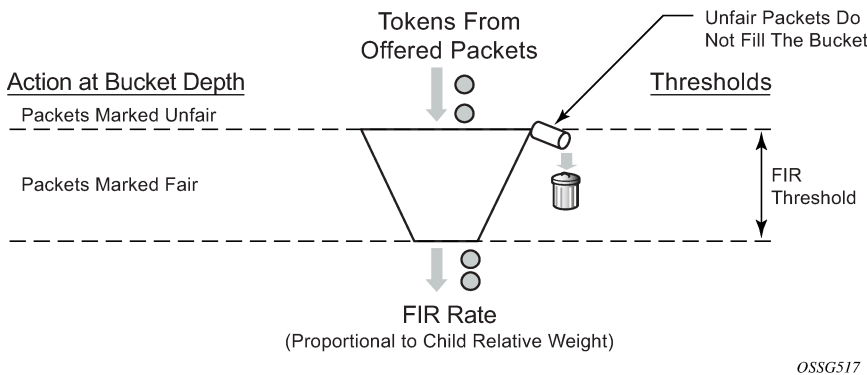 Tokens From
Offered Packets
Unfair Packets Do
Not Fill The Bucket
Action at Bucket Depth
Thresholds
Packets Marked Unfair
Packets Marked Fair
FIR
Threshold
FIR Rate
(Proportional to Child Relative Weight)
OSSG517